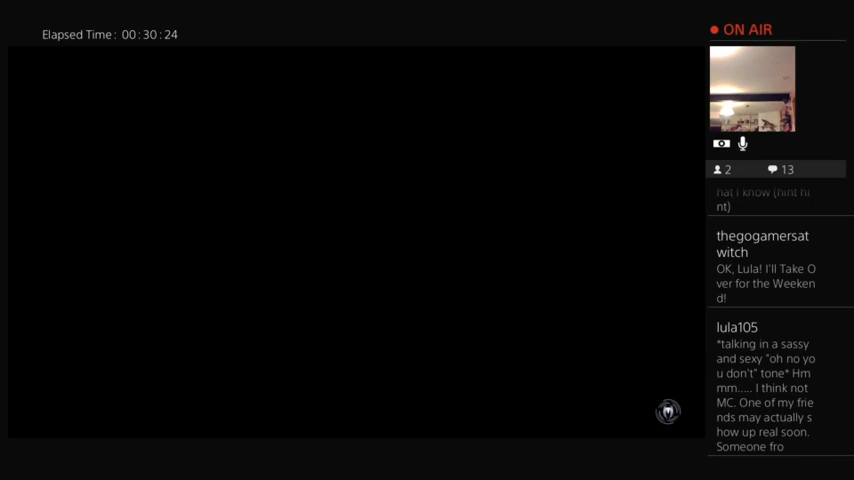 Elapsed Time: 00:30:24
ON AIR
2 13
hat I know (hint hi
nt)
thegogamersat
witch
OK, Lula! I'll Take O
ver for the Weeken
d!
lula105
*talking in a sassy
and sexy "oh no yo
u don't" tone* Hm
mm..... I think not
MC. One of my frie
nds may actually s
how up real soon.
Someone fro